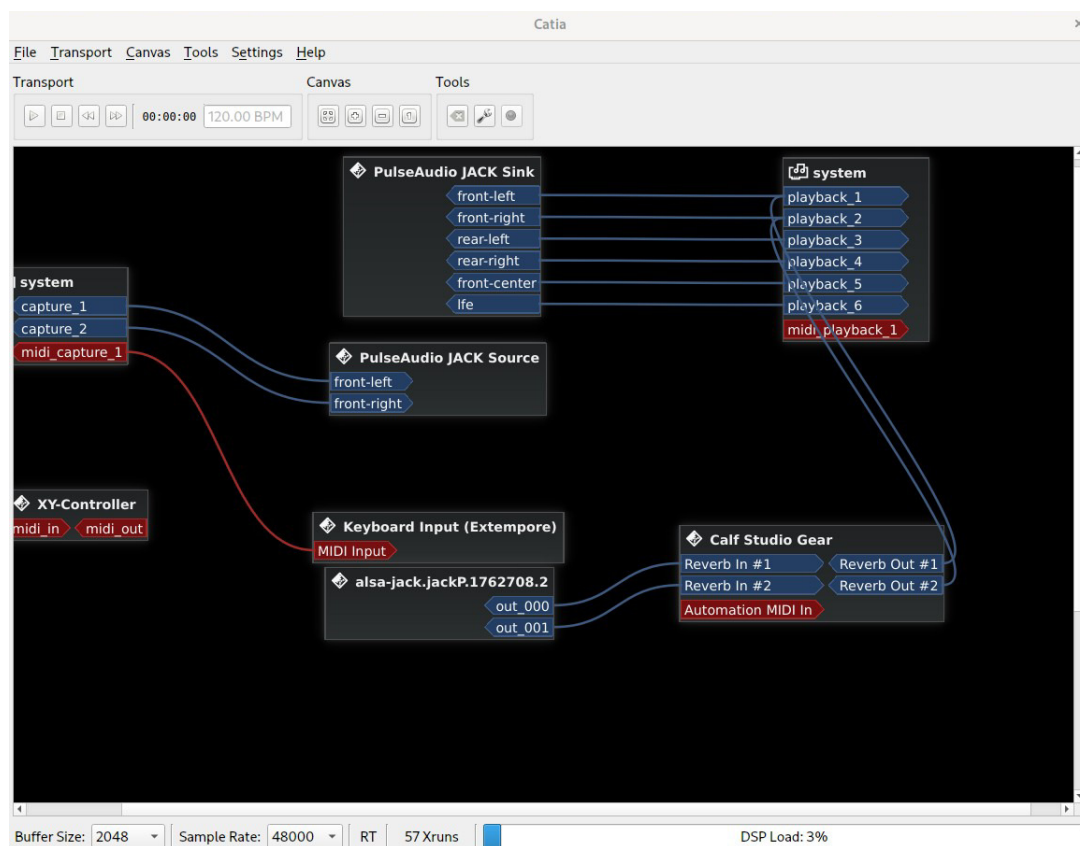 Catia
File Transport Canvas Tools Settings Help
Transport Canvas Tools
00:00:00 120.00 BPM
PulseAudio JACK Sink
front-left
front-right
rear-left
rear-right
front-center
lfe
system
playback_1
playback_2
playback_3
playback_4
playback_5
playback_6
midi_playback_1
system
capture_1
capture_2
midi_capture_1
PulseAudio JACK Source
front-left
front-right
XY-Controller
midi_in midi_out
Keyboard Input (Extempore)
MIDI Input
alsa-jack.jackP.1762708.2
out_000
out_001
Calf Studio Gear
Reverb In #1 Reverb Out #1
Reverb In #2 Reverb Out #2
Automation MIDI In
Buffer Size: 2048 Sample Rate: 48000 RT 57 Xruns DSP Load: 3%